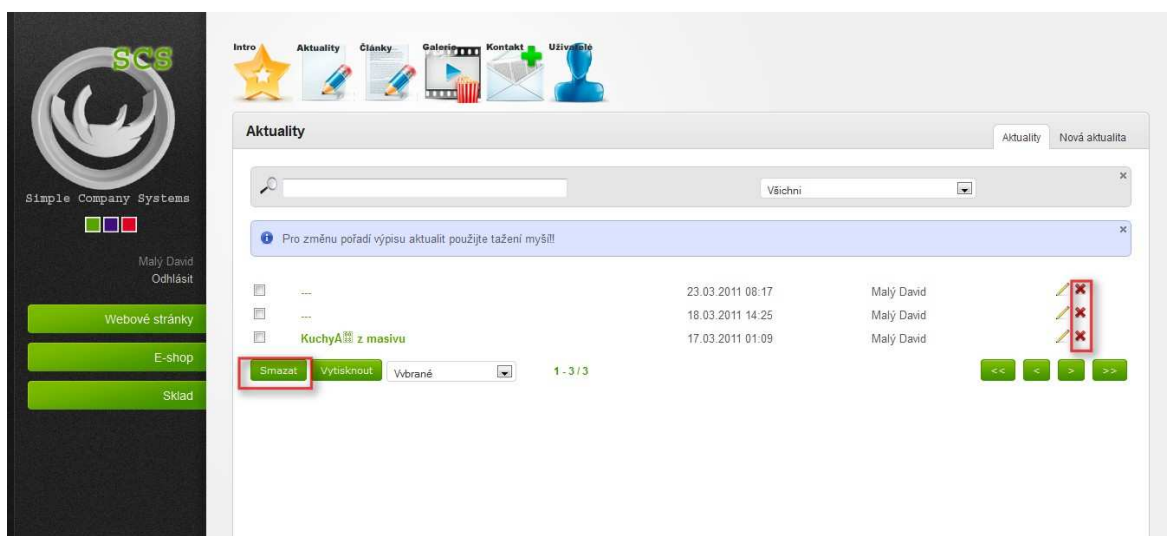 SCS
Simple Company Systems
Malý David
Odhlásit
Webové stránky
E-shop
Sklad
Intro Aktuality Články Galerie Kontakt Uživatelé
Aktuality
Aktuality Nová aktualita
Všichni
Pro změnu pořadí výpisu aktualit použijte tažení myší!!
--- 23.03.2011 08:17 Malý David
--- 18.03.2011 14:25 Malý David
z masivu 17.03.2011 01:09 Malý David
Smazat Vytisknout Vybrané 1 - 3 / 3 << < > >>